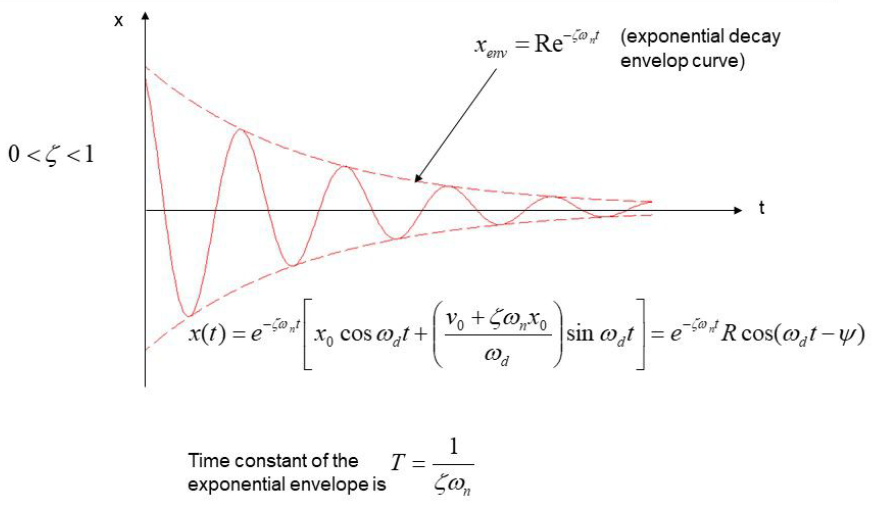 x
x_env = Re^{-ζω_n t} (exponential decay
envelop curve)
0 < ζ < 1
t
x(t) = e^{-ζω_n t} [ x_0 cos ω_d t + ( (v_0 + ζω_n x_0) / ω_d ) sin ω_d t ] = e^{-ζω_n t} R cos(ω_d t − ψ)
Time constant of the
exponential envelope is T = 1 / (ζω_n)